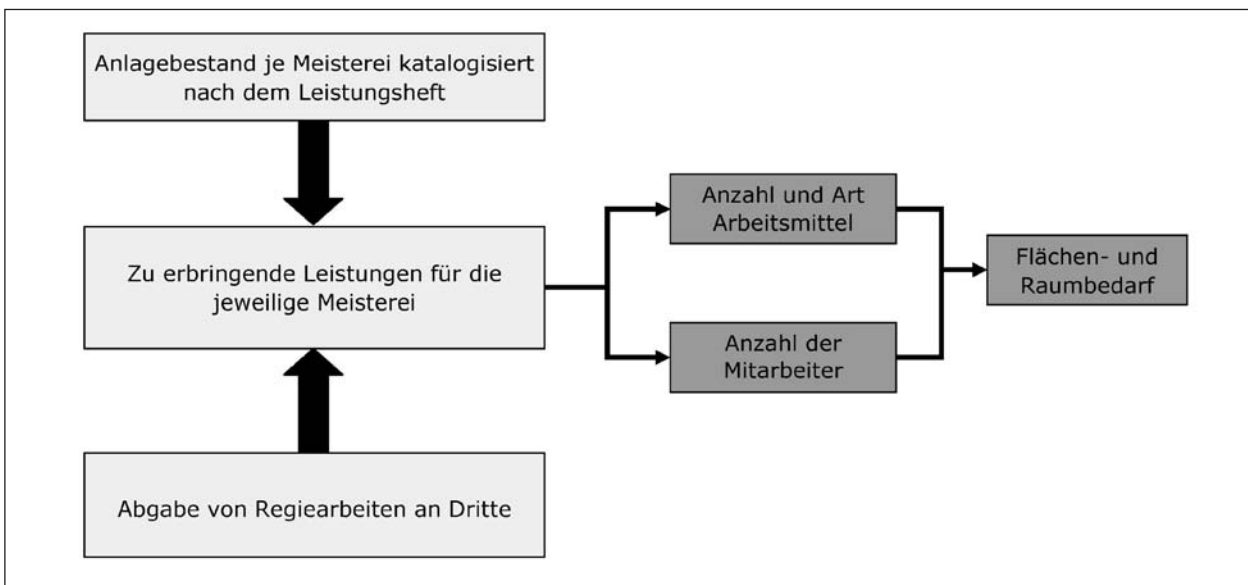 Anlagebestand je Meisterei katalogisiert
nach dem Leistungsheft
Zu erbringende Leistungen für die
jeweilige Meisterei
Abgabe von Regiearbeiten an Dritte
Anzahl und Art
Arbeitsmittel
Anzahl der
Mitarbeiter
Flächen- und
Raumbedarf